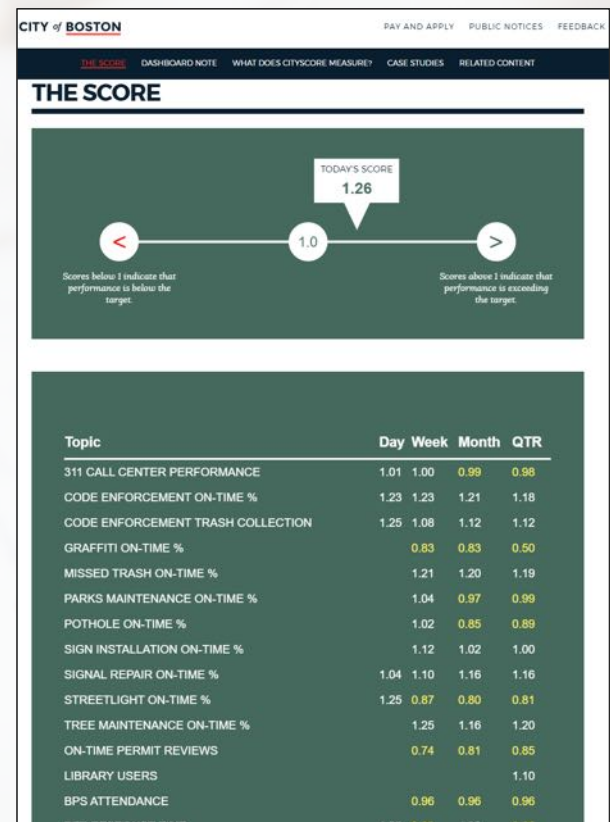 CITY of BOSTON PAY AND APPLY PUBLIC NOTICES FEEDBACK
THE SCORE DASHBOARD NOTE WHAT DOES CITYSCORE MEASURE? CASE STUDIES RELATED CONTENT
THE SCORE
TODAY'S SCORE
1.26
< 1.0 >
Scores below 1 indicate that
performance is below the
target.
Scores above 1 indicate that
performance is exceeding
the target.
Topic Day Week Month QTR
311 CALL CENTER PERFORMANCE 1.01 1.00 0.99 0.98
CODE ENFORCEMENT ON-TIME % 1.23 1.23 1.21 1.18
CODE ENFORCEMENT TRASH COLLECTION 1.25 1.08 1.12 1.12
GRAFFITI ON-TIME % 0.83 0.83 0.50
MISSED TRASH ON-TIME % 1.21 1.20 1.19
PARKS MAINTENANCE ON-TIME % 1.04 0.97 0.99
POTHOLE ON-TIME % 1.02 0.85 0.89
SIGN INSTALLATION ON-TIME % 1.12 1.02 1.00
SIGNAL REPAIR ON-TIME % 1.04 1.10 1.16 1.16
STREETLIGHT ON-TIME % 1.25 0.87 0.80 0.81
TREE MAINTENANCE ON-TIME % 1.25 1.16 1.20
ON-TIME PERMIT REVIEWS 0.74 0.81 0.85
LIBRARY USERS 1.10
BPS ATTENDANCE 0.96 0.96 0.96